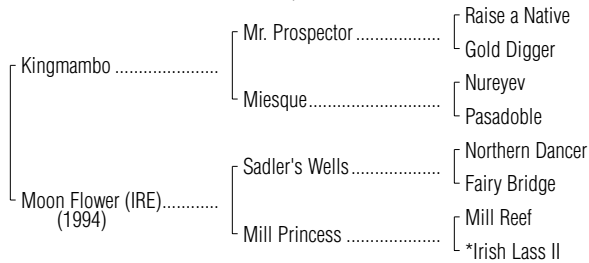 Raise a Native
Mr. Prospector ..................
Gold Digger
Kingmambo ......................
Nureyev
Miesque............................
Pasadoble
Northern Dancer
Sadler's Wells...................
Fairy Bridge
Moon Flower (IRE)............
(1994)
Mill Reef
Mill Princess ....................
*Irish Lass II